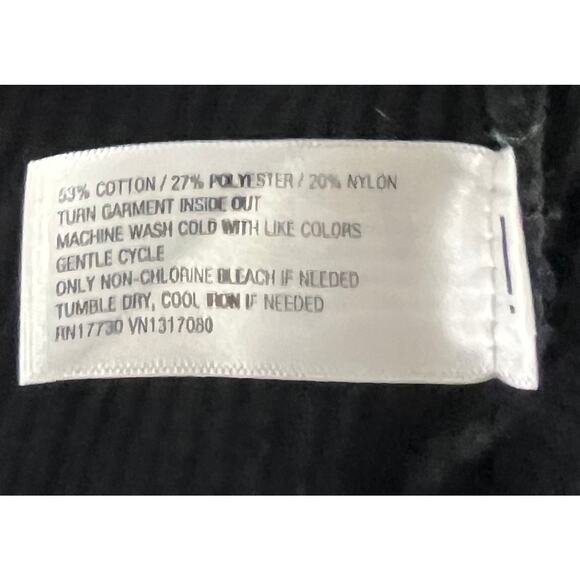 53% COTTON / 27% POLYESTER / 20% NYLON
TURN GARMENT INSIDE OUT
MACHINE WASH COLD WITH LIKE COLORS
GENTLE CYCLE
ONLY NON-CHLORINE BLEACH IF NEEDED
TUMBLE DRY, COOL IRON IF NEEDED
RN17730 VN1317080